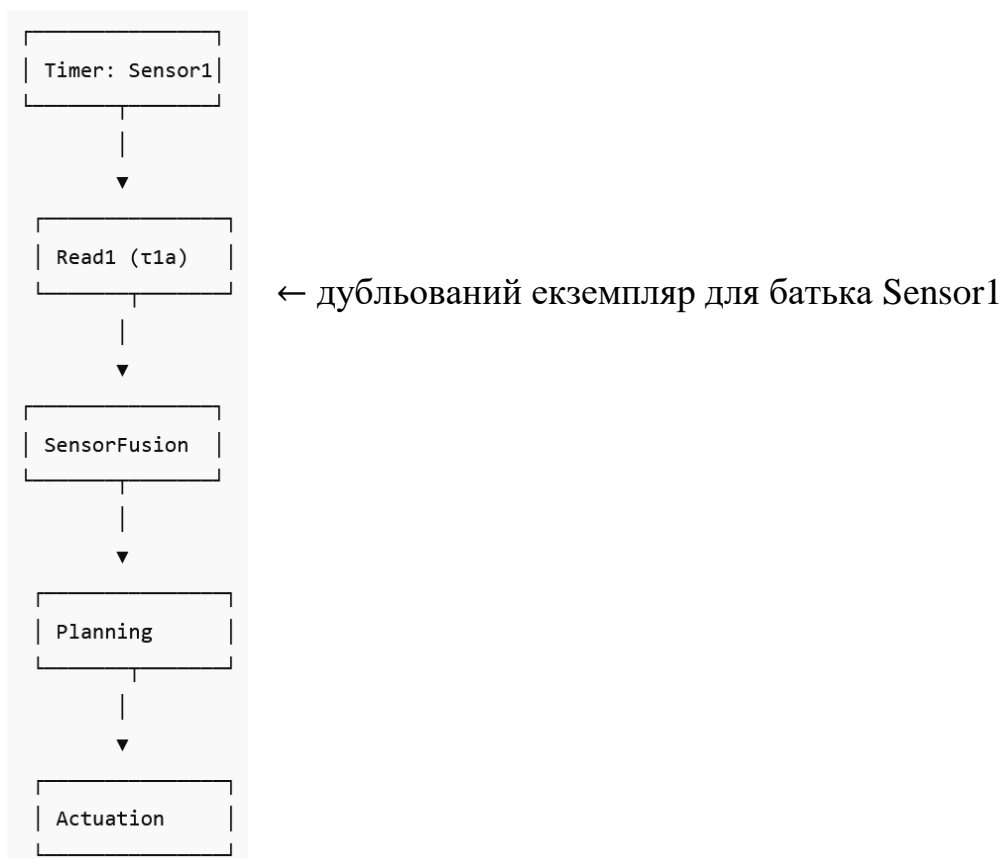 Timer: Sensor1
Read1 (τ1a)
← дубльований екземпляр для батька Sensor1
SensorFusion
Planning
Actuation